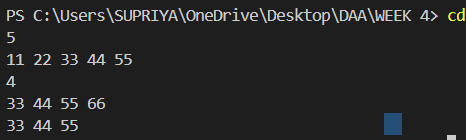 PS C:\Users\SUPRIYA\OneDrive\Desktop\DAA\WEEK 4> cd
5
11 22 33 44 55
4
33 44 55 66
33 44 55